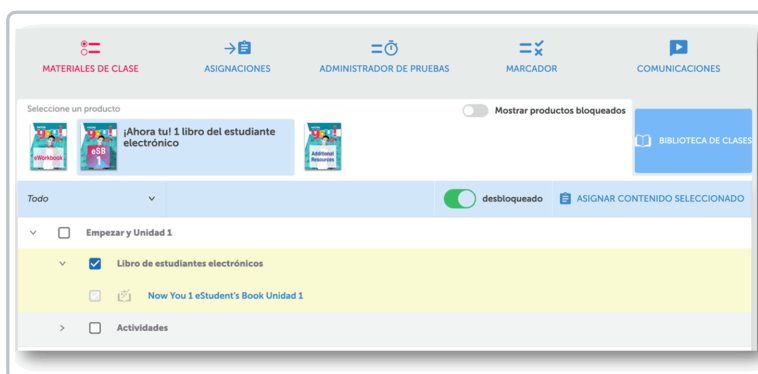 MATERIALES DE CLASE
ASIGNACIONES
ADMINISTRADOR DE PRUEBAS
MARCADOR
COMUNICACIONES
Seleccione un producto
Mostrar productos bloqueados
eWorkbook
eSB
1
¡Ahora tu! 1 libro del estudiante
electrónico
Additional
Resources
BIBLIOTECA DE CLASES
Todo
desbloqueado
ASIGNAR CONTENIDO SELECCIONADO
Empezar y Unidad 1
Libro de estudiantes electrónicos
Now You 1 eStudent's Book Unidad 1
Actividades